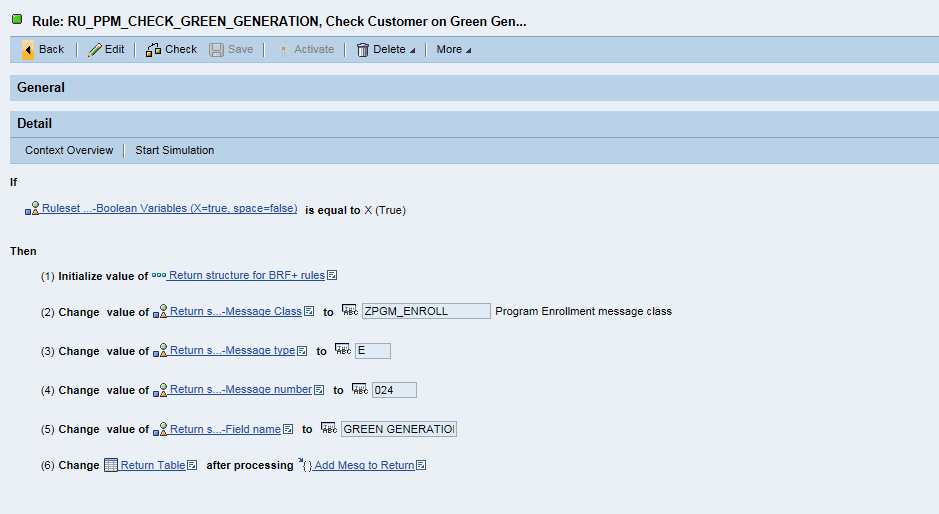 Rule: RU_PPM_CHECK_GREEN_GENERATION, Check Customer on Green Gen...
Back Edit Check Save Activate Delete More
General
Detail
Context Overview Start Simulation
If
Ruleset ...-Boolean Variables (X=true, space=false) is equal to X (True)
Then
(1) Initialize value of Return structure for BRF+ rules
(2) Change value of Return s...-Message Class to ZPGM_ENROLL Program Enrollment message class
(3) Change value of Return s...-Message type to E
(4) Change value of Return s...-Message number to 024
(5) Change value of Return s...-Field name to GREEN GENERATIO
(6) Change Return Table after processing Add Mesg to Return